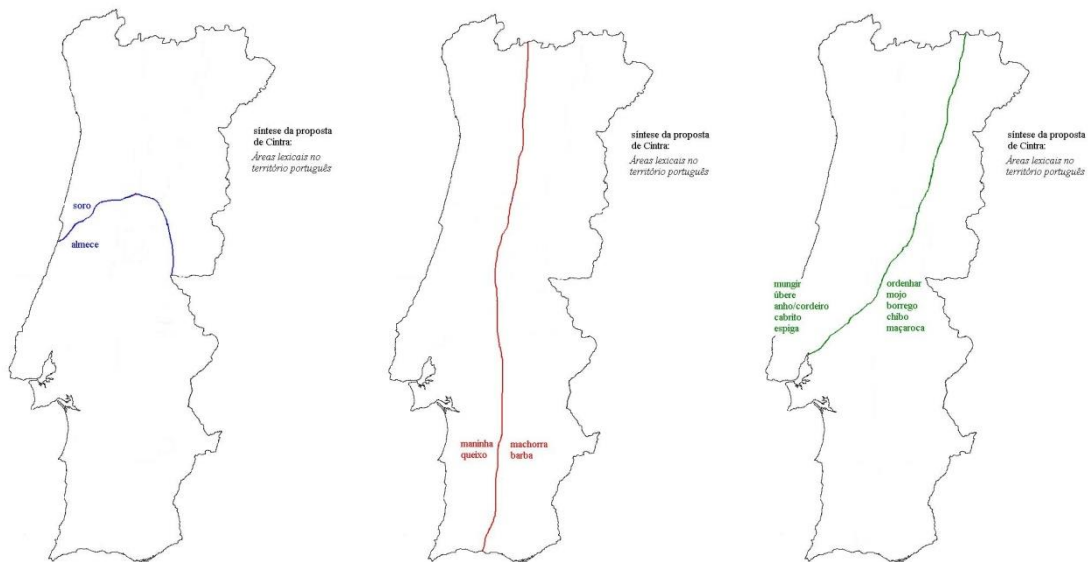 síntese da proposta
de Cintra:
Áreas lexicais no
território português
soro
almece
síntese da proposta
de Cintra:
Áreas lexicais no
território português
maninha
queixo
machorra
barba
síntese da proposta
de Cintra:
Áreas lexicais no
território português
mungir
úbere
anho/cordeiro
cabrito
espiga
ordenhar
mojo
borrego
chibo
maçaroca